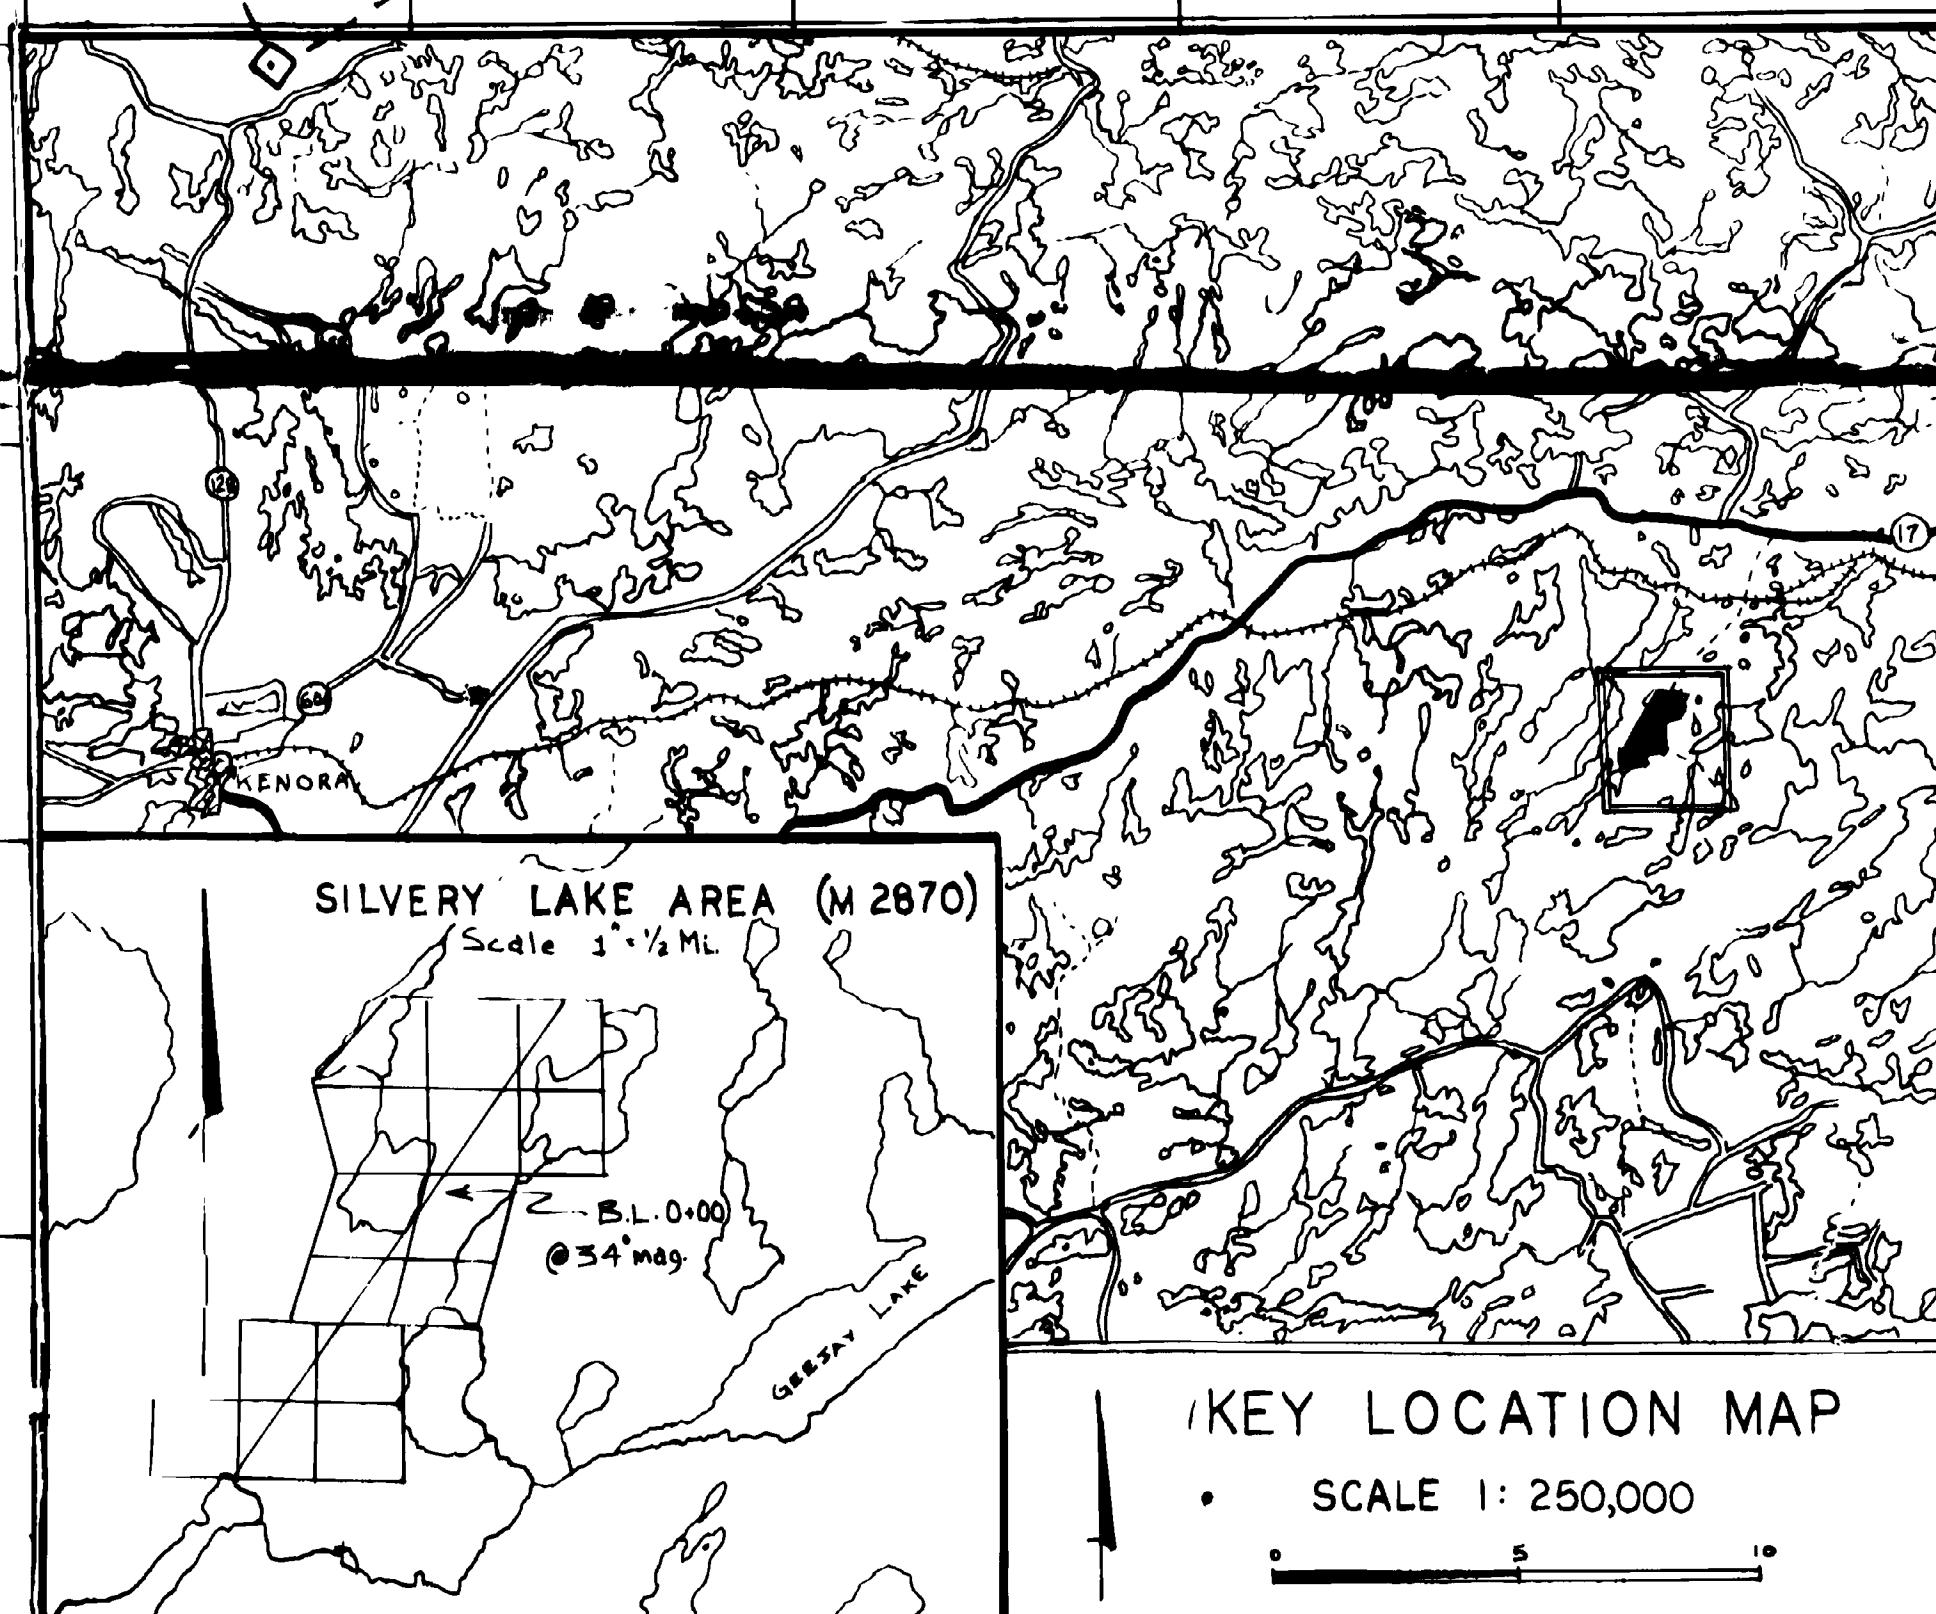 17
KENORA
SILVERY LAKE AREA (M 2870)
Scale 1" = 1/2 Mi.
B.L. 0+00
@ 34° mag.
GEEJAY LAKE
KEY LOCATION MAP
SCALE 1: 250,000
0 5 10